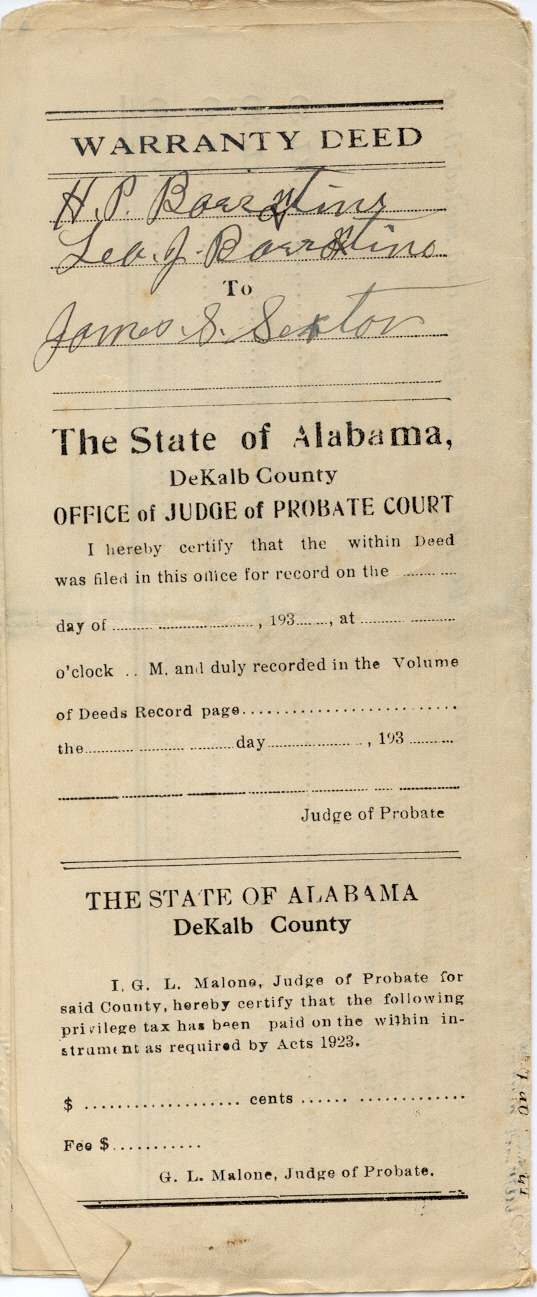 WARRANTY DEED
H. P.
Leo. J.
To
James S. Sexton
The State of Alabama,
DeKalb County
OFFICE of JUDGE of PROBATE COURT
I hereby certify that the within Deed
was filed in this office for record on the ..............
day of ................................, 193......., at .....................
o'clock .. M. and duly recorded in the Volume
of Deeds Record page..........................
the.................................day....................., 193..........
Judge of Probate
THE STATE OF ALABAMA
DeKalb County
I, G. L. Malone, Judge of Probate for
said County, hereby certify that the following
privilege tax has been paid on the within in-
strument as required by Acts 1923.
$ ................... cents ...... .............
Fee $...........
G. L. Malone, Judge of Probate.